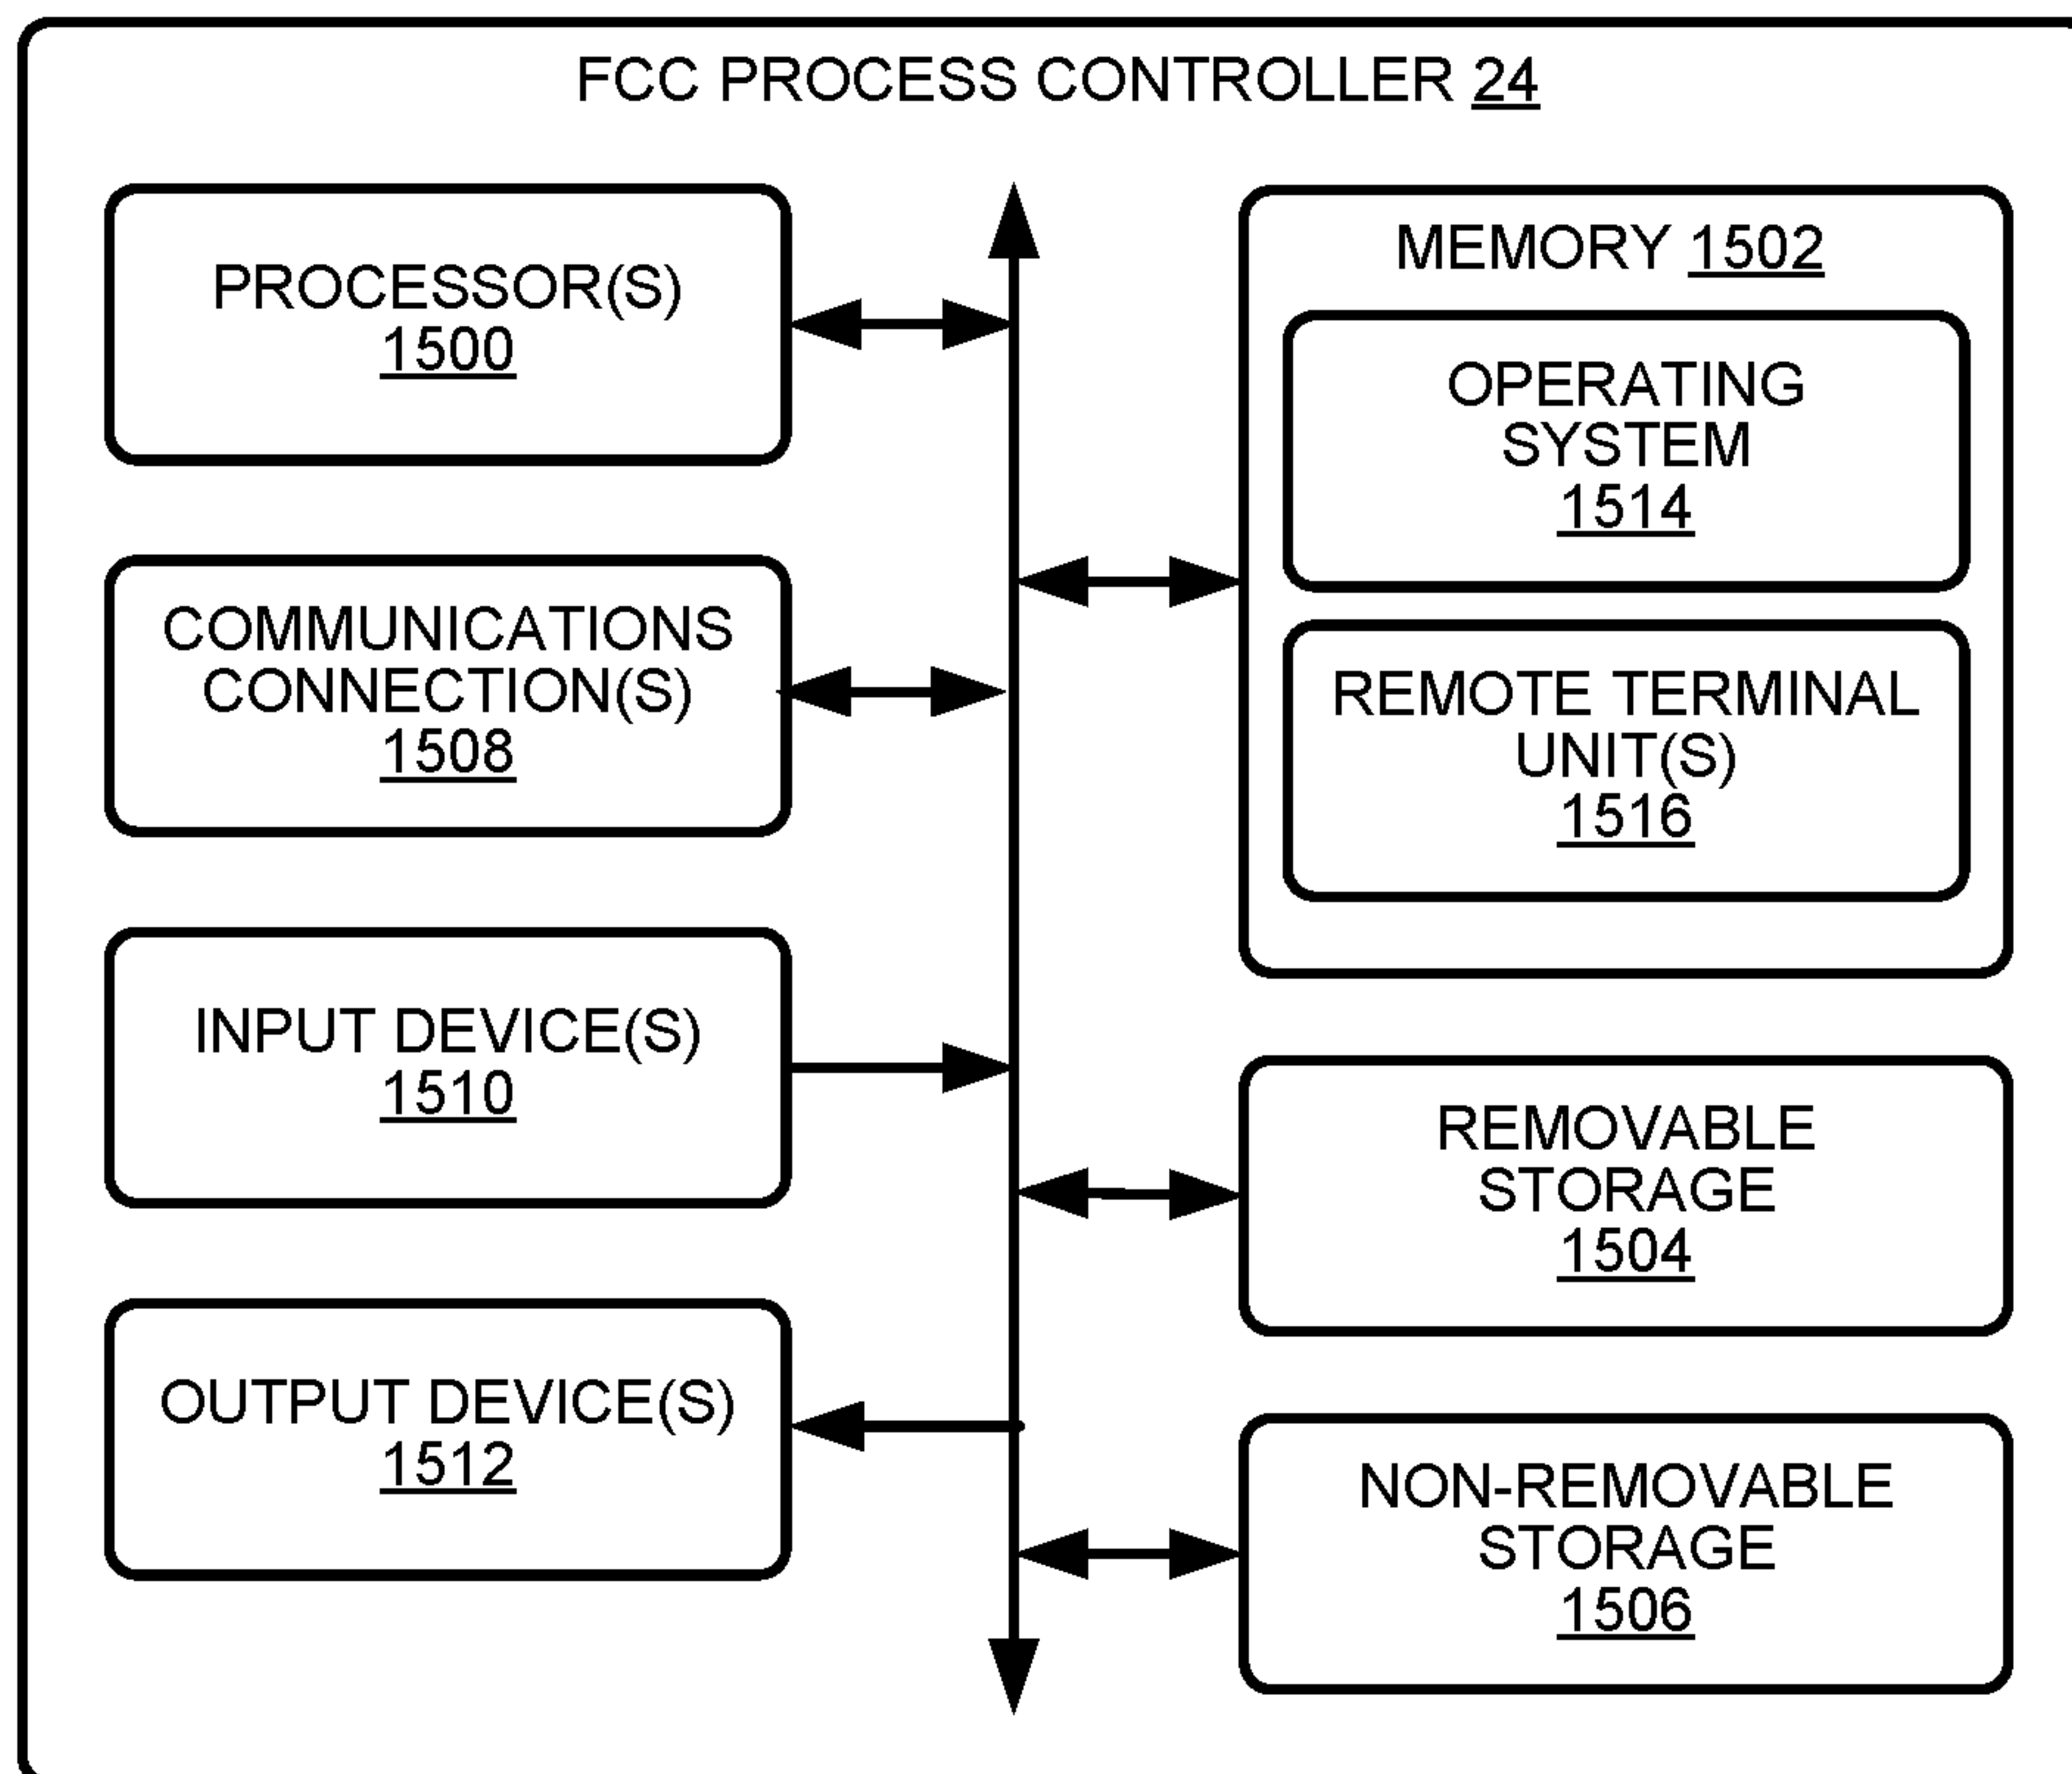 FCC PROCESS CONTROLLER 24
PROCESSOR(S)
1500
COMMUNICATIONS
CONNECTION(S)
1508
INPUT DEVICE(S)
1510
OUTPUT DEVICE(S)
1512
MEMORY 1502
OPERATING
SYSTEM
1514
REMOTE TERMINAL
UNIT(S)
1516
REMOVABLE
STORAGE
1504
NON-REMOVABLE
STORAGE
1506